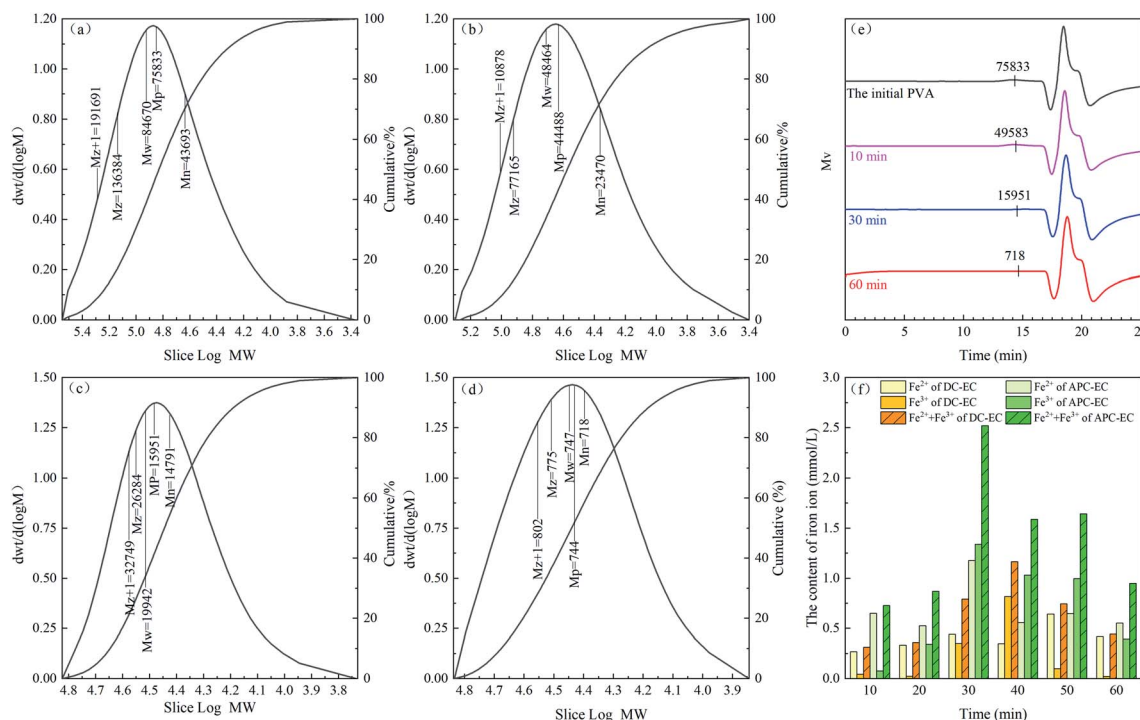 (a)
1.20
1.00
0.80
0.60
0.40
0.20
0.00
dwt/d(logM)
Mz+1=191691
Mz=136384
Mw=84670
Mp=75833
Mn=43693
100
80
60
40
20
0
Cumulative/%
5.4 5.2 5.0 4.8 4.6 4.4 4.2 4.0 3.8 3.6 3.4
Slice Log MW
(b)
1.20
1.00
0.80
0.60
0.40
0.20
0.00
dwt/d(logM)
Mz+1=10878
Mz=77165
Mw=48464
Mp=44488
Mn=23470
100
80
60
40
20
0
Cumulative/%
5.2 5.0 4.8 4.6 4.4 4.2 4.0 3.8 3.6 3.4
Slice Log MW
(e)
Mv
75833
The initial PVA
49583
10 min
15951
30 min
718
60 min
0 5 10 15 20 25
Time (min)
(c)
1.50
1.25
1.00
0.75
0.50
0.25
0.00
dwt/d(logM)
Mz+1=32749
Mz=26284
Mw=19942
MP=15951
Mn=14791
100
80
60
40
20
0
Cumulative/%
4.8 4.7 4.6 4.5 4.4 4.3 4.2 4.1 4.0 3.9 3.8
Slice Log MW
(d)
1.50
1.25
1.00
0.75
0.50
0.25
0.00
dwt/d(logM)
Mz+1=802
Mz=775
Mw=747
Mp=744
Mn=718
100
80
60
40
20
0
Cumulative (%)
4.8 4.7 4.6 4.5 4.4 4.3 4.2 4.1 4.0 3.9
Slice Log MW
(f)
Fe²⁺ of DC-EC
Fe³⁺ of DC-EC
Fe²⁺+Fe³⁺ of DC-EC
Fe²⁺ of APC-EC
Fe³⁺ of APC-EC
Fe²⁺+Fe³⁺ of APC-EC
3.0
2.5
2.0
1.5
1.0
0.5
0.0
The content of iron ion (mmol/L)
10 20 30 40 50 60
Time (min)